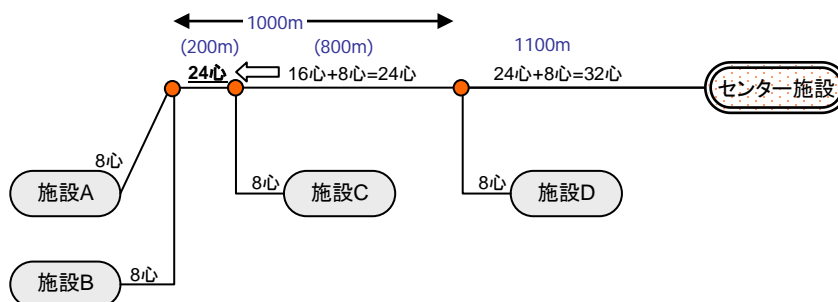 1000m
(200m)
(800m)
1100m
24心
16心+8心=24心
24心+8心=32心
センター施設
8心
施設A
8心
施設C
8心
施設D
8心
施設B